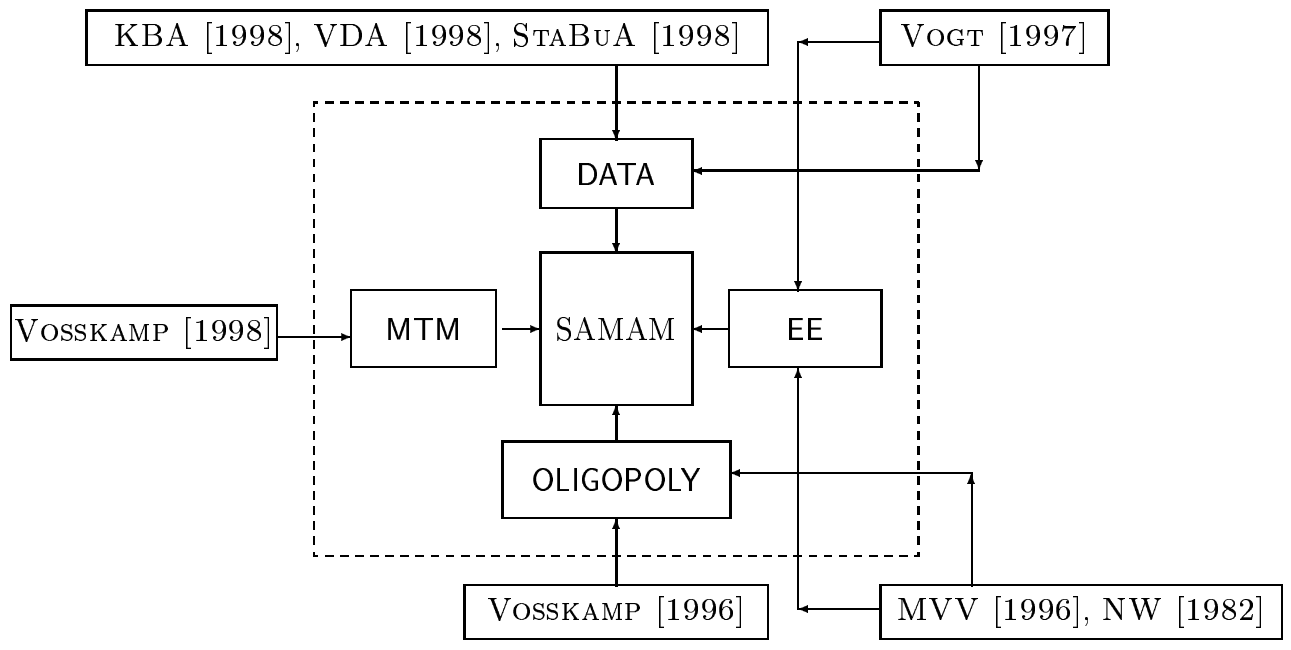 KBA [1998], VDA [1998], STABUA [1998]
VOGT [1997]
DATA
VOSSKAMP [1998]
MTM
SAMAM
EE
OLIGOPOLY
VOSSKAMP [1996]
MVV [1996], NW [1982]